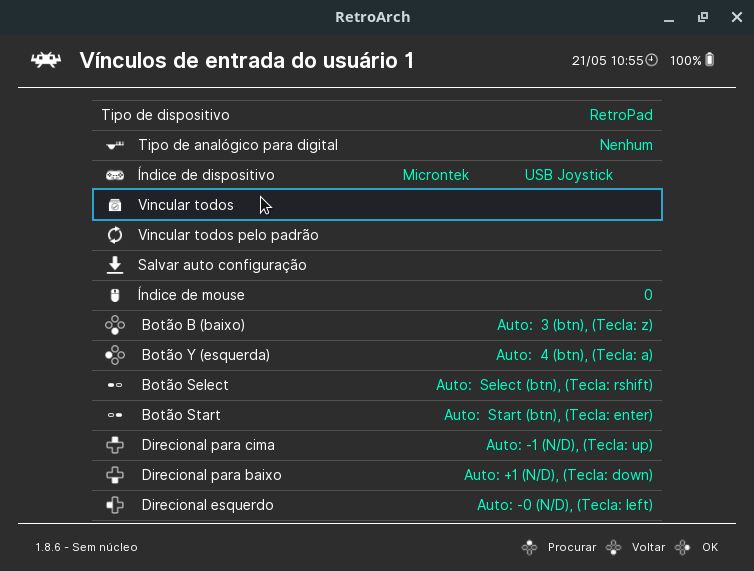 RetroArch
Vínculos de entrada do usuário 1
21/05 10:55 100%
Tipo de dispositivo RetroPad
Tipo de analógico para digital Nenhum
Índice de dispositivo Microntek USB Joystick
Vincular todos
Vincular todos pelo padrão
Salvar auto configuração
Índice de mouse 0
Botão B (baixo) Auto: 3 (btn), (Tecla: z)
Botão Y (esquerda) Auto: 4 (btn), (Tecla: a)
Botão Select Auto: Select (btn), (Tecla: rshift)
Botão Start Auto: Start (btn), (Tecla: enter)
Direcional para cima Auto: -1 (N/D), (Tecla: up)
Direcional para baixo Auto: +1 (N/D), (Tecla: down)
Direcional esquerdo Auto: -0 (N/D), (Tecla: left)
1.8.6 - Sem núcleo Procurar Voltar OK